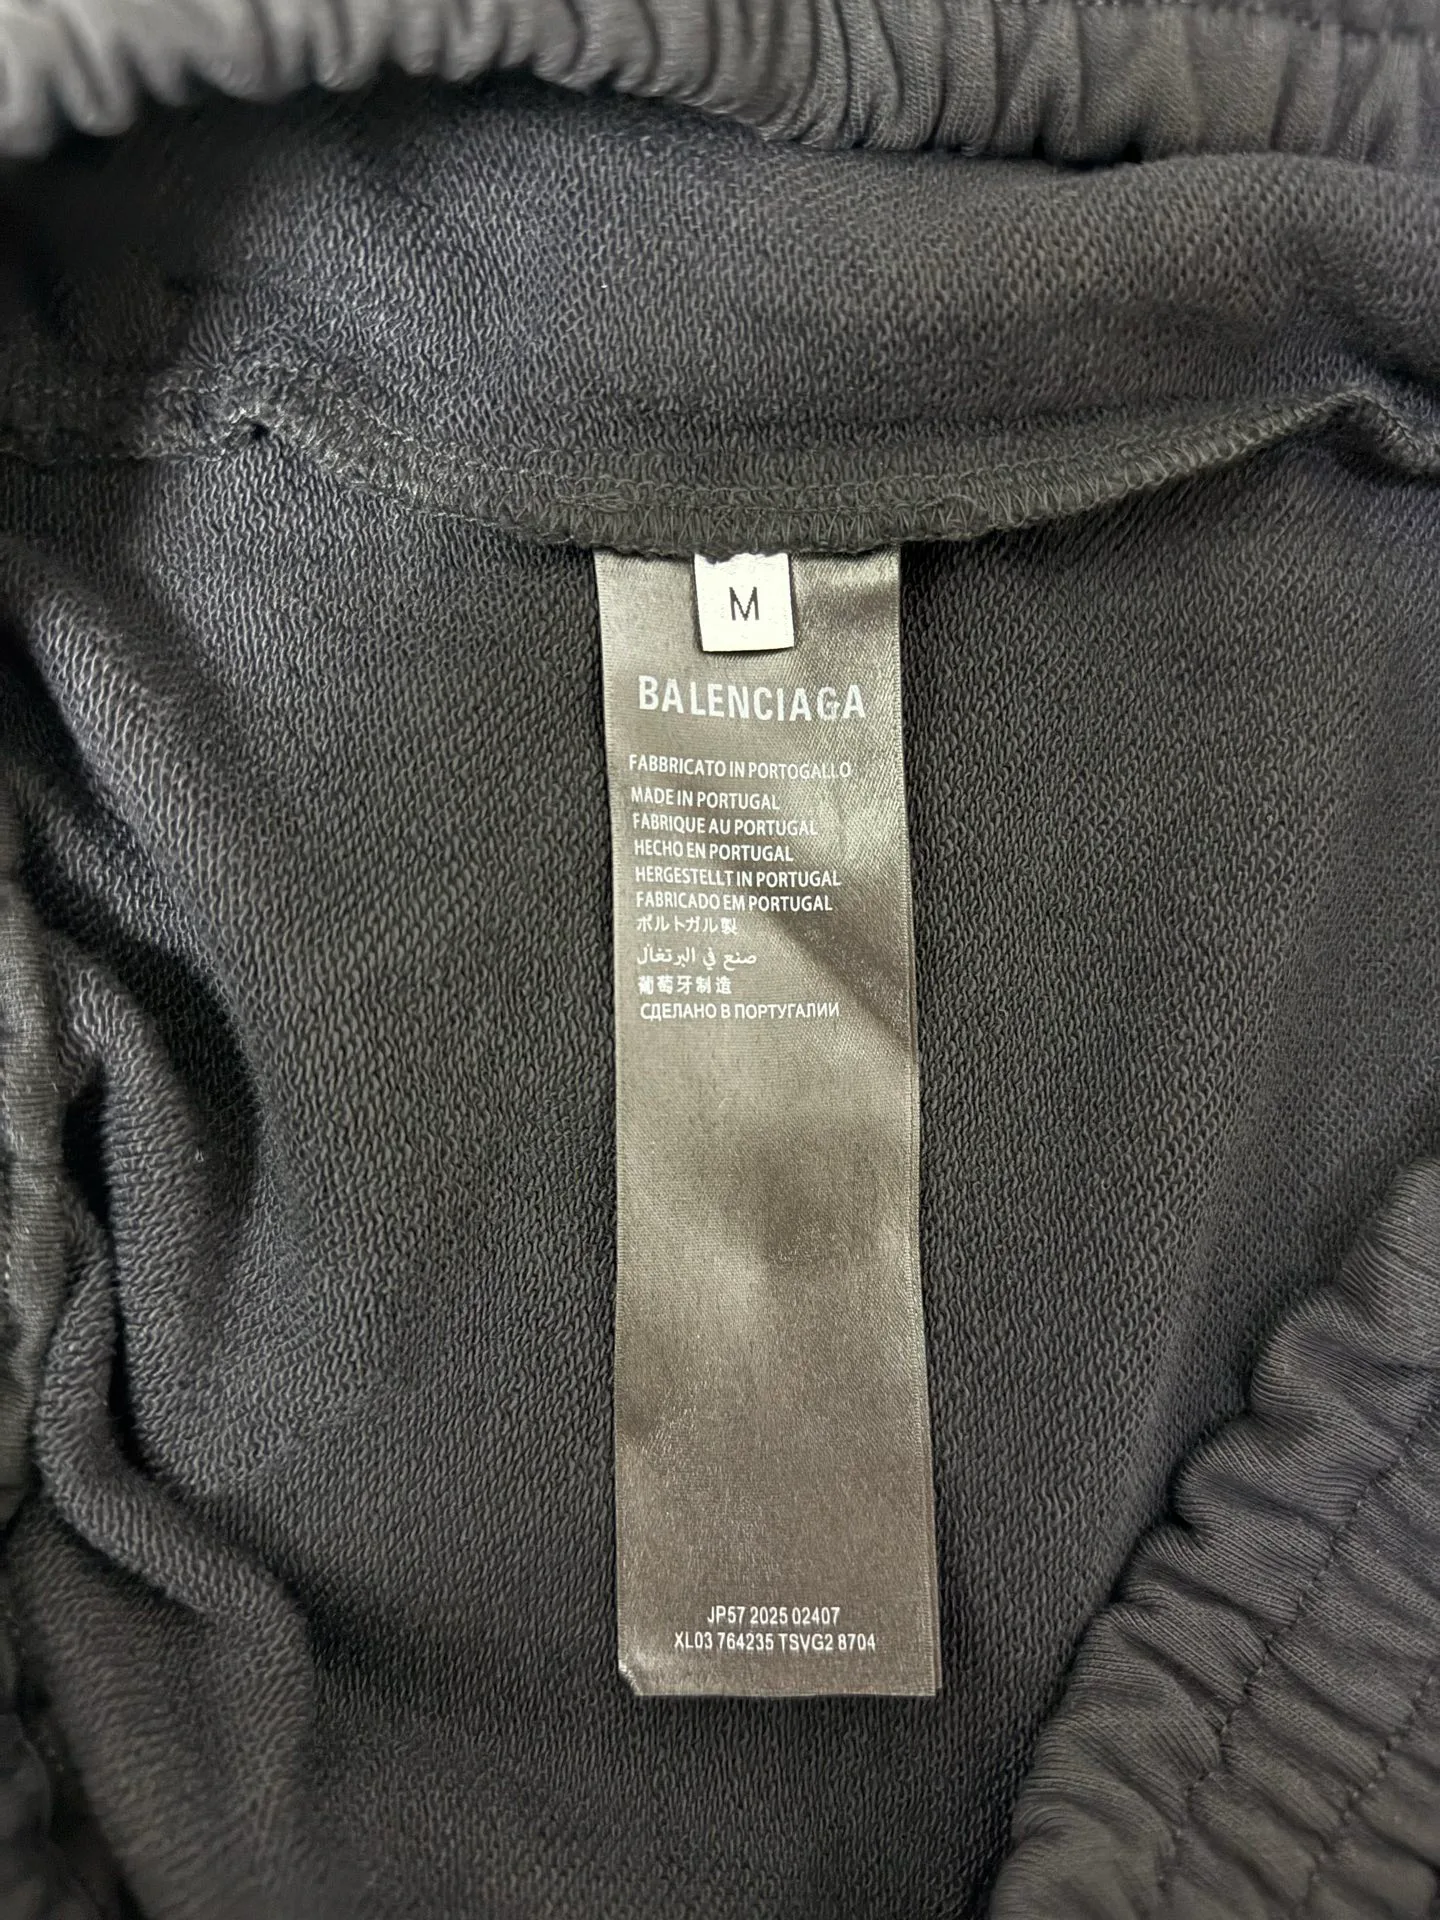 M
BALENCIAGA
FABBRICATO IN PORTOGALLO
MADE IN PORTUGAL
FABRIQUE AU PORTUGAL
HECHO EN PORTUGAL
HERGESTELLT IN PORTUGAL
FABRICADO EM PORTUGAL
ポルトガル製
صنع في البرتغال
葡萄牙制造
СДЕЛАНО В ПОРТУГАЛИИ
JP57 2025 02407
XL03 764235 TSVG2 8704